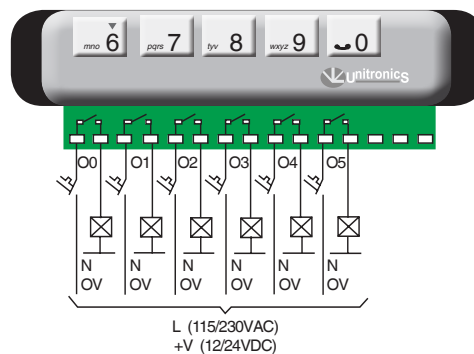 mno 6 pqrs 7 tyv 8 wxyz 9 0
UnitronicS
O0 O1 O2 O3 O4 O5
N N N N N N
OV OV OV OV OV OV
L (115/230VAC)
+V (12/24VDC)